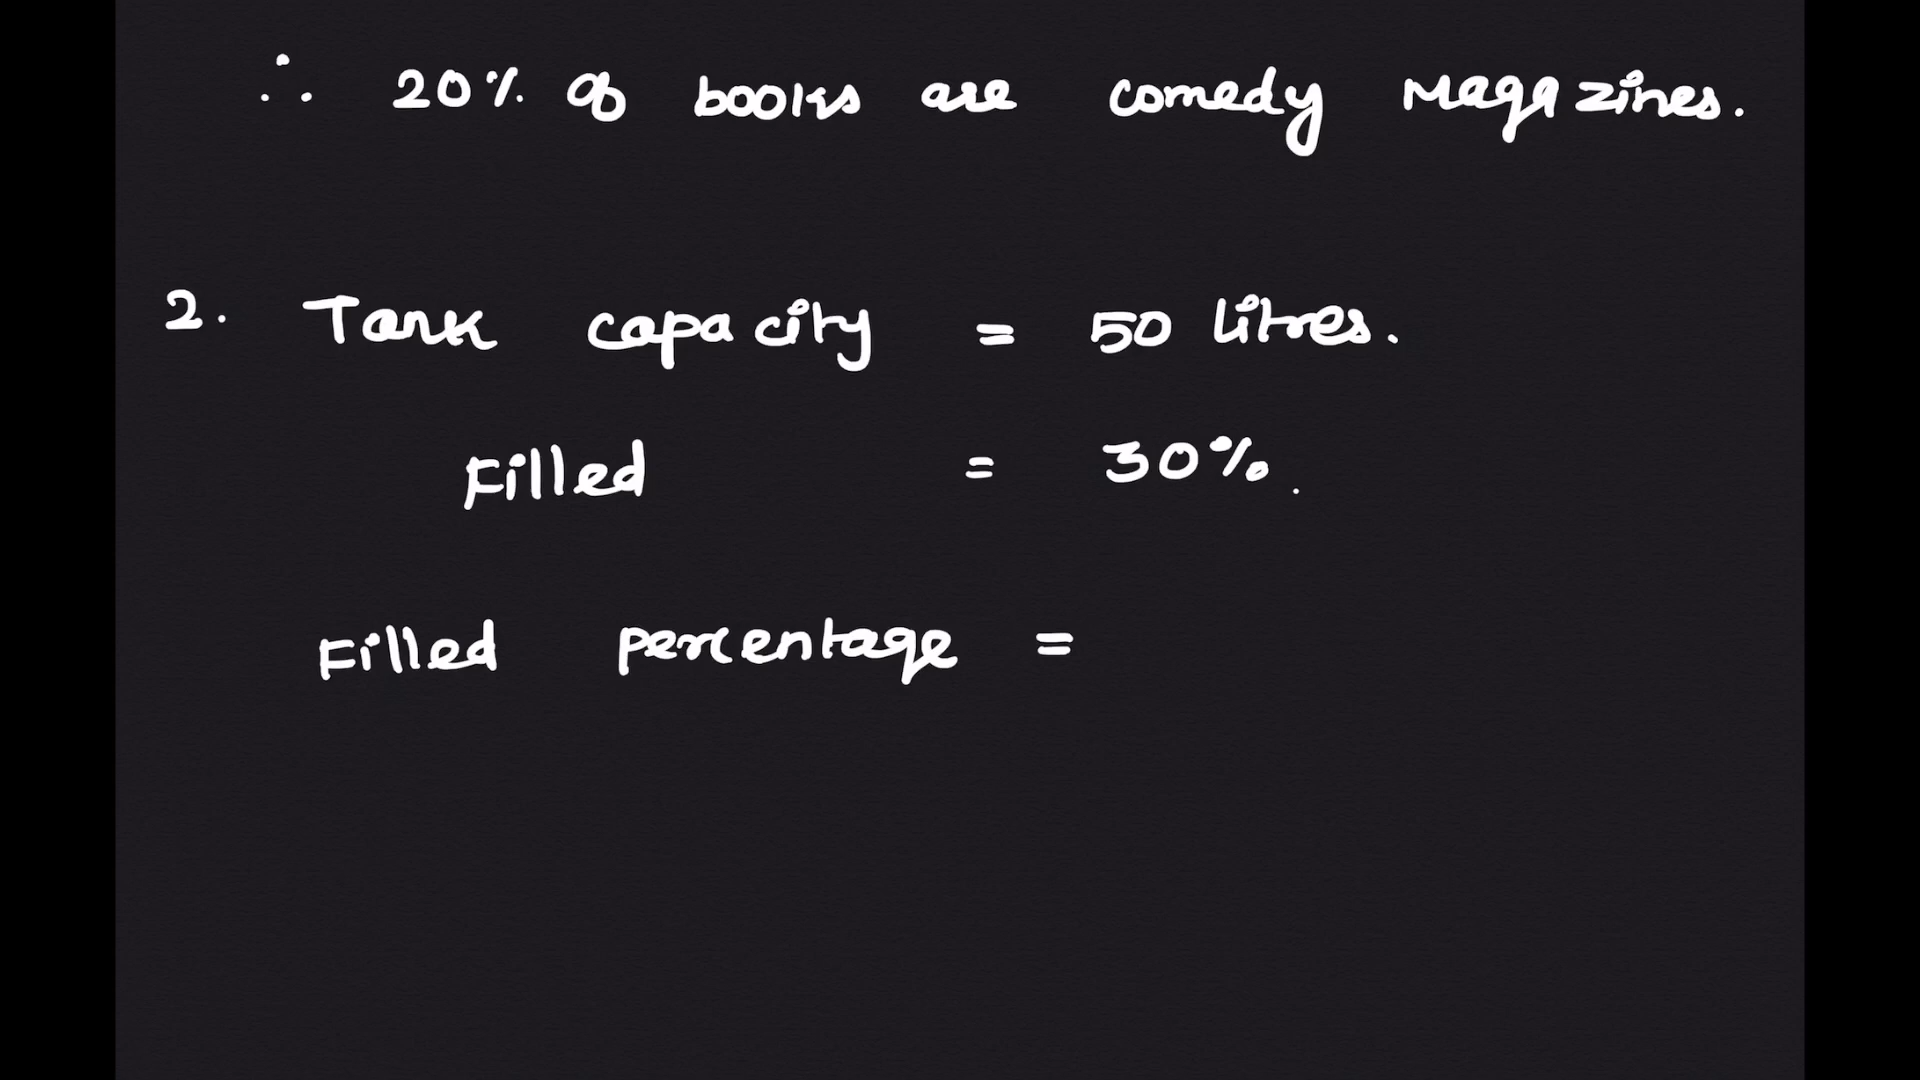 ∴ 20% of books are comedy Magazines.
2. Tank capacity = 50 litres.
Filled = 30%.
Filled percentage =